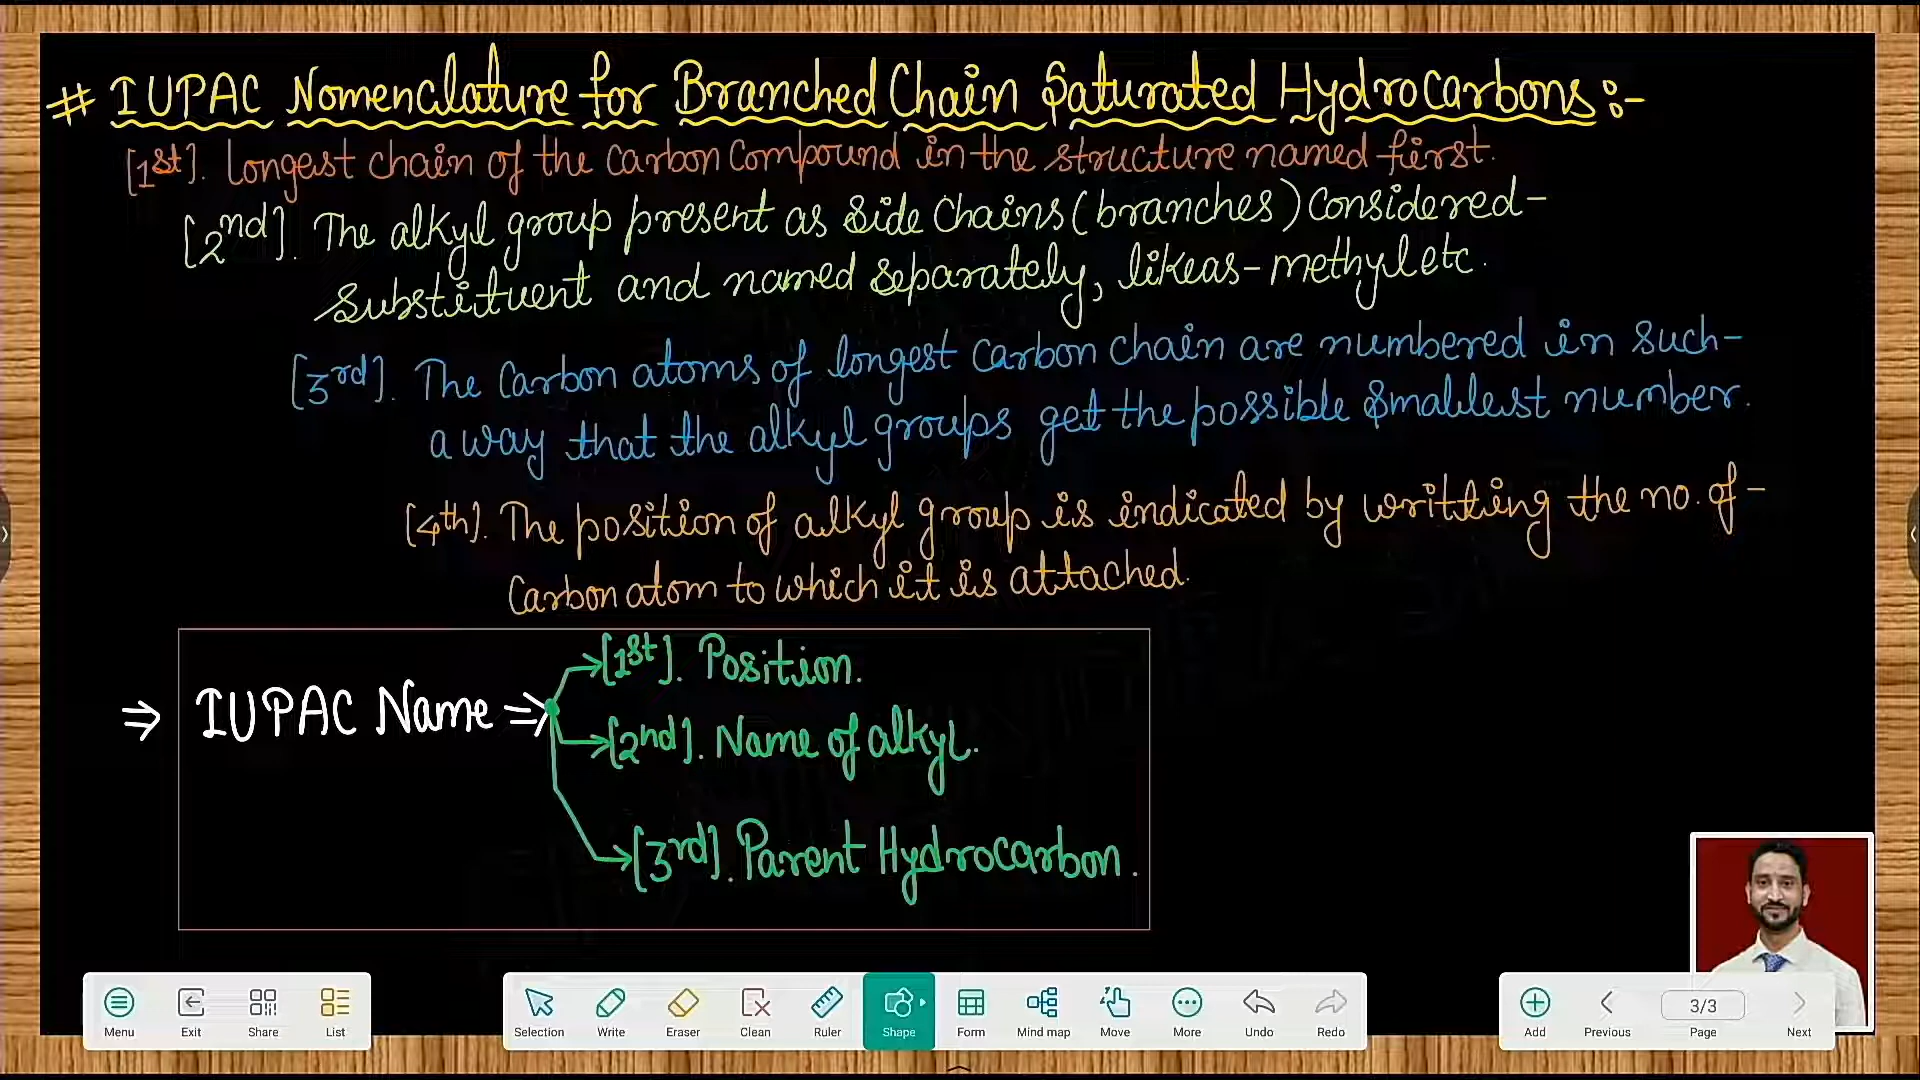 # IUPAC Nomenclature for Branched Chain Saturated Hydrocarbons:-
[1st]. Longest chain of the Carbon Compound in the structure named first.
[2nd]. The alkyl group present as Side Chains (branches) Considered-
Substituent and named Separately, likeas-methyl etc.
[3rd]. The Carbon atoms of longest Carbon chain are numbered in Such-
a way that the alkyl groups get the possible Smallest number.
[4th]. The position of alkyl group is indicated by writting the no. of-
Carbon atom to which it is attached.
⇒ IUPAC Name ⇒
→[1st]. Position.
→[2nd]. Name of alkyl.
→[3rd]. Parent Hydrocarbon.
Menu Exit Share List Selection Write Eraser Clean Ruler Shape Form Mind map Move More Undo Redo Add Previous 3/3 Page Next